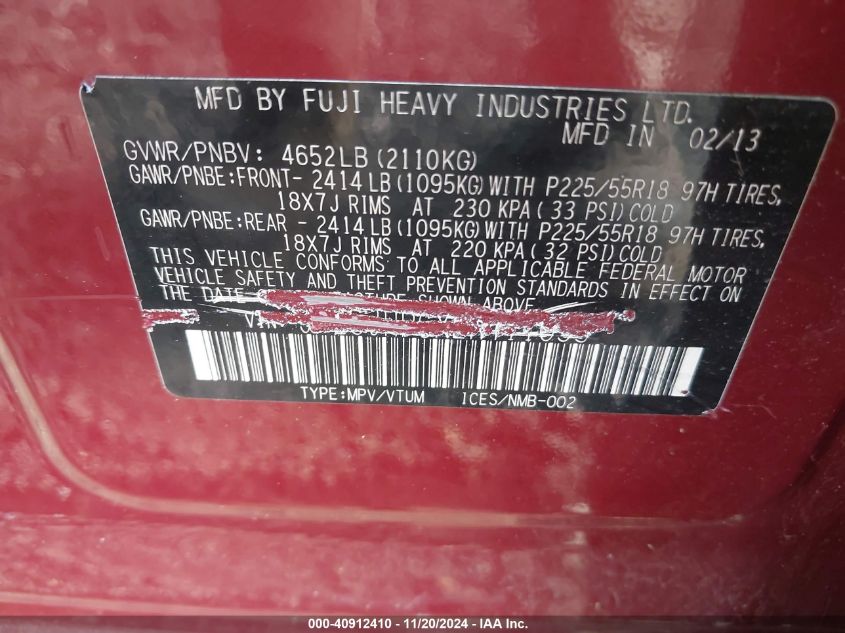 MFD BY FUJI HEAVY INDUSTRIES LTD.
MFD IN 02/13
GVWR/PNBV: 4652LB (2110KG)
GAWR/PNBE: FRONT- 2414 LB (1095KG) WITH P225/55R18 97H TIRES,
18X7J RIMS AT 230 KPA ( 33 PSI) COLD
GAWR/PNBE: REAR - 2414 LB (1095KG) WITH P225/55R18 97H TIRES,
18X7J RIMS AT 220 KPA ( 32 PSI) COLD
THIS VEHICLE CONFORMS TO ALL APPLICABLE FEDERAL MOTOR
VEHICLE SAFETY AND THEFT PREVENTION STANDARDS IN EFFECT ON
THE DATE SHOWN ABOVE
TYPE:MPV/VTUM ICES/NMB-002
000-40912410 - 11/20/2024 - IAA Inc.